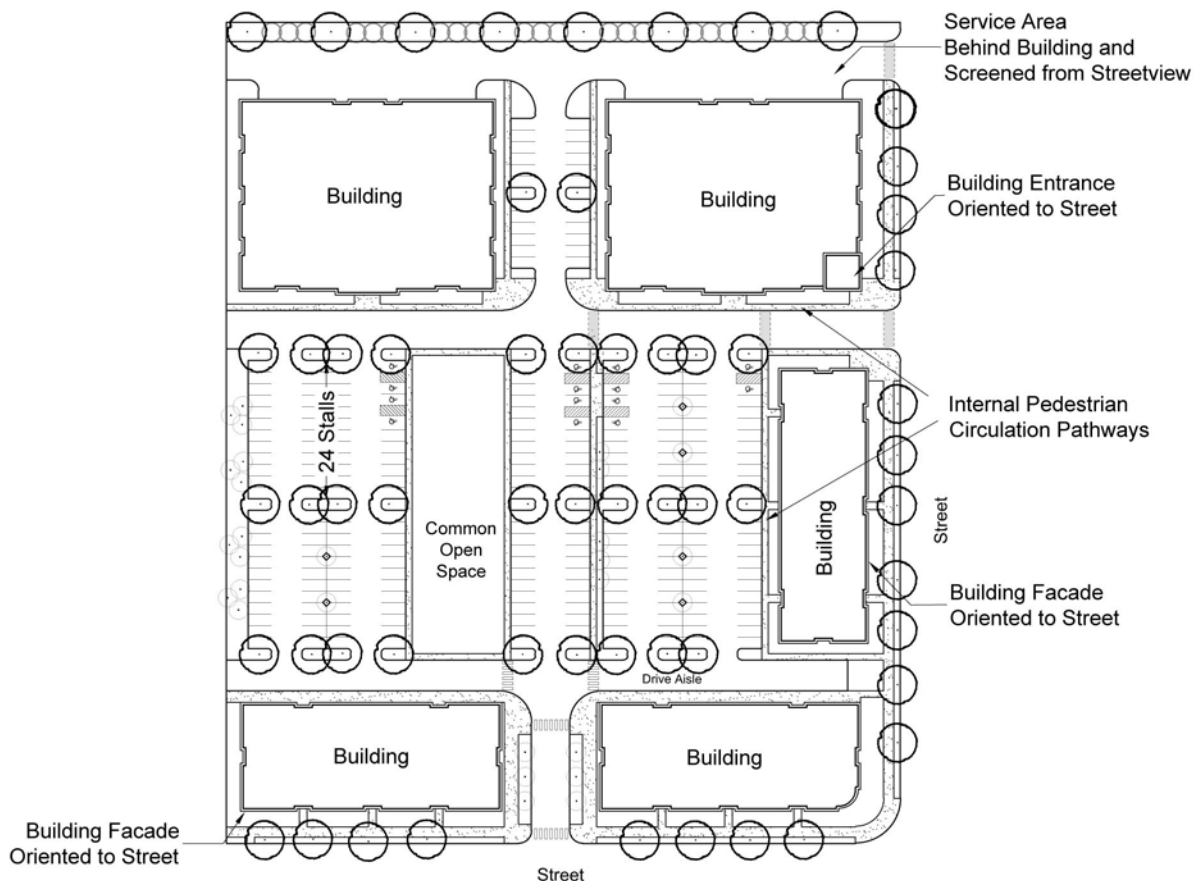 Service Area
Behind Building and
Screened from Streetview
Building
Building
Building Entrance
Oriented to Street
24 Stalls
Internal Pedestrian
Circulation Pathways
Common
Open
Space
Building
Street
Building Facade
Oriented to Street
Drive Aisle
Building
Building
Building Facade
Oriented to Street
Street